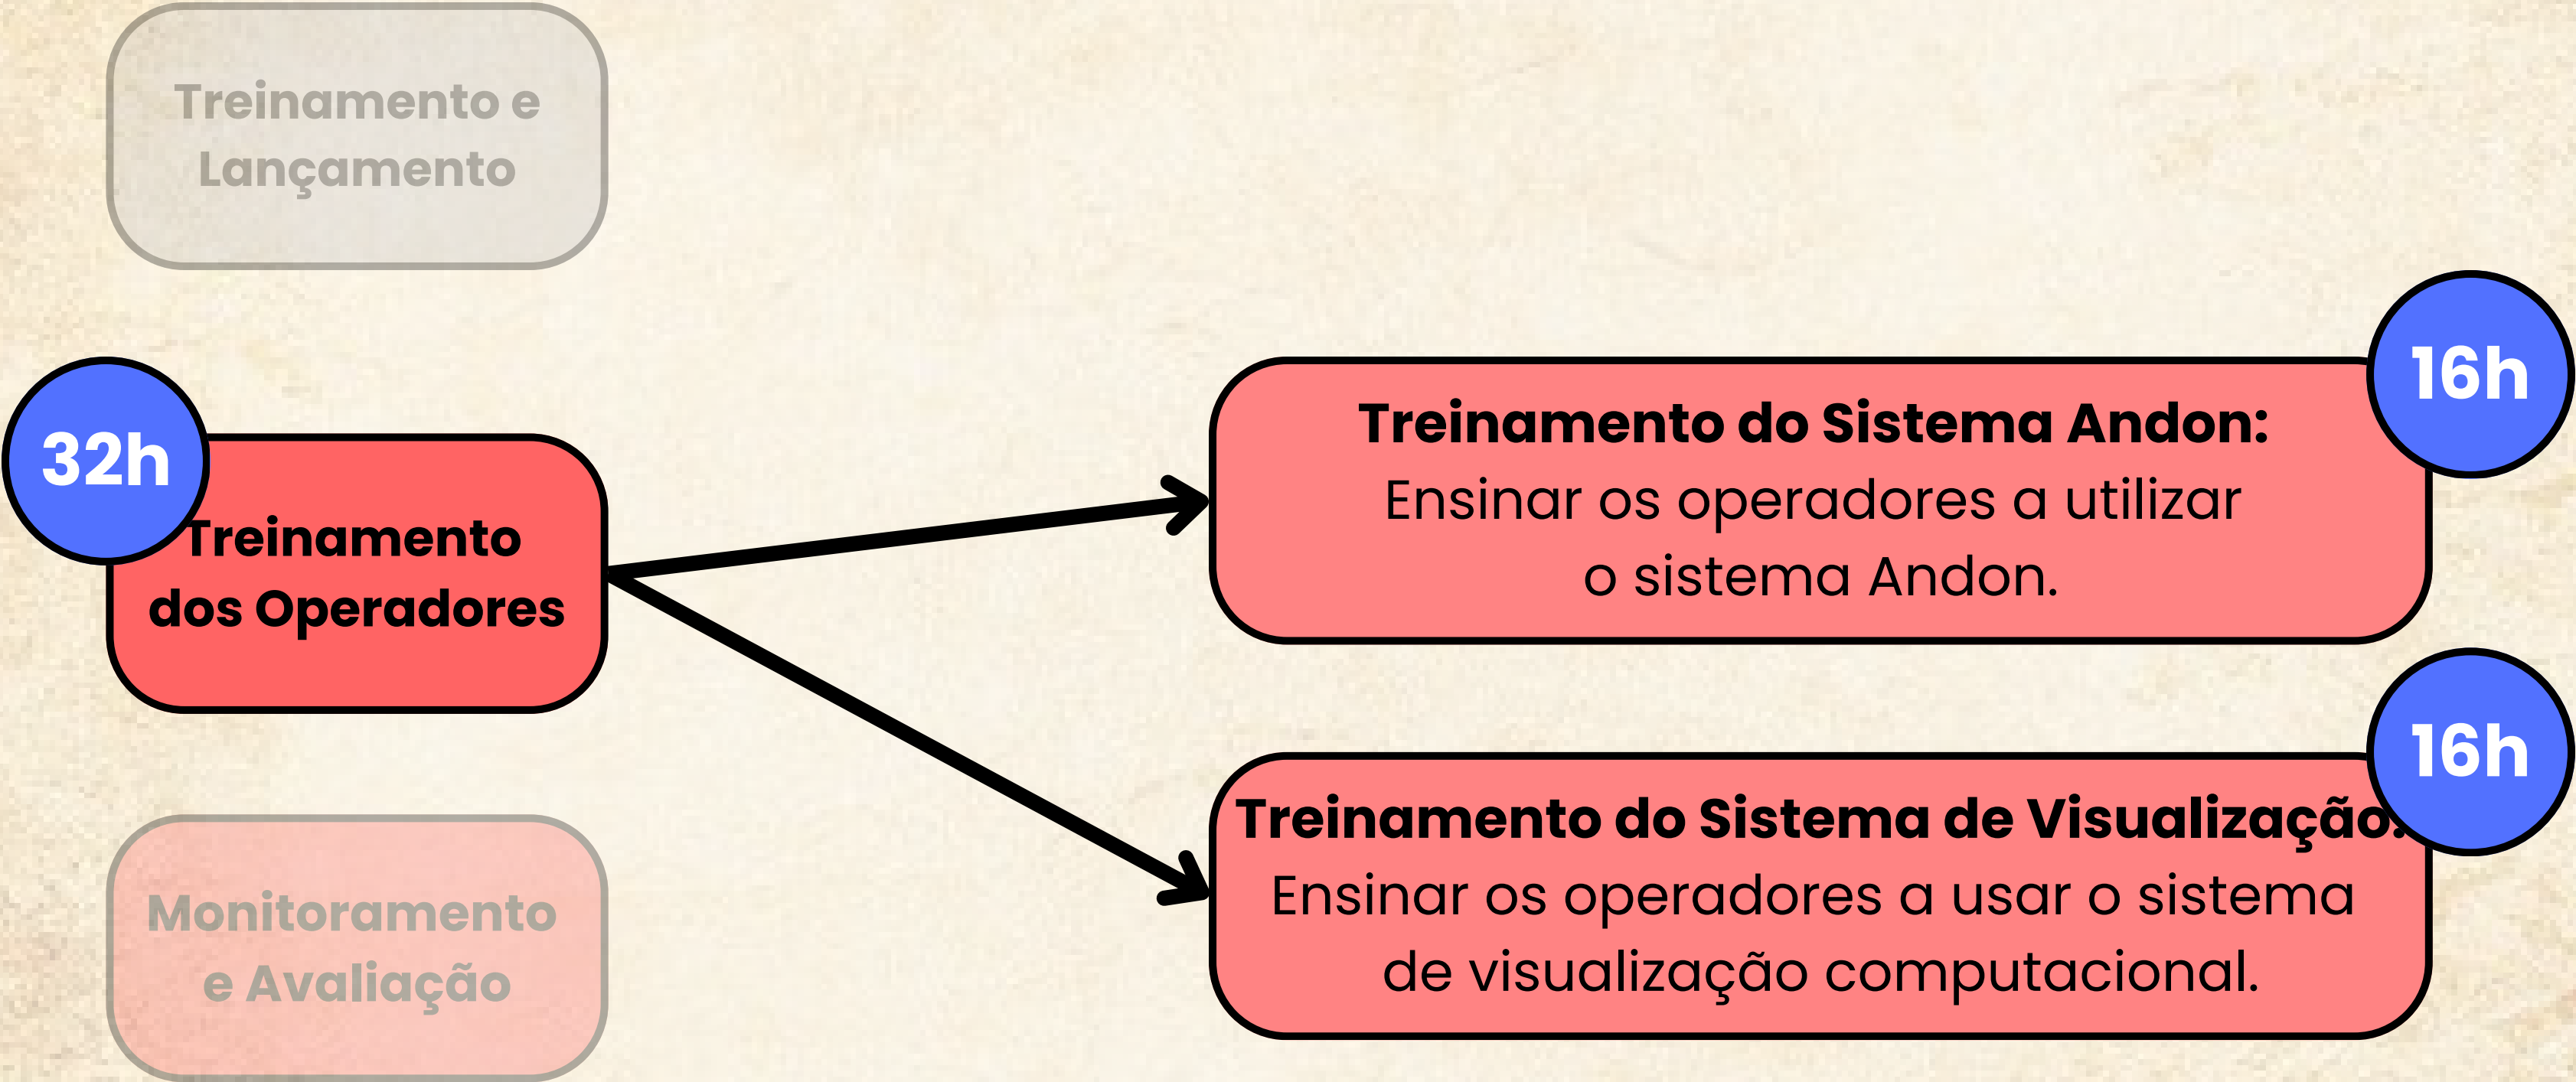 Treinamento e
Lançamento
32h
Treinamento
dos Operadores
16h
Treinamento do Sistema Andon:
Ensinar os operadores a utilizar
o sistema Andon.
16h
Treinamento do Sistema de Visualização:
Ensinar os operadores a usar o sistema
de visualização computacional.
Monitoramento
e Avaliação